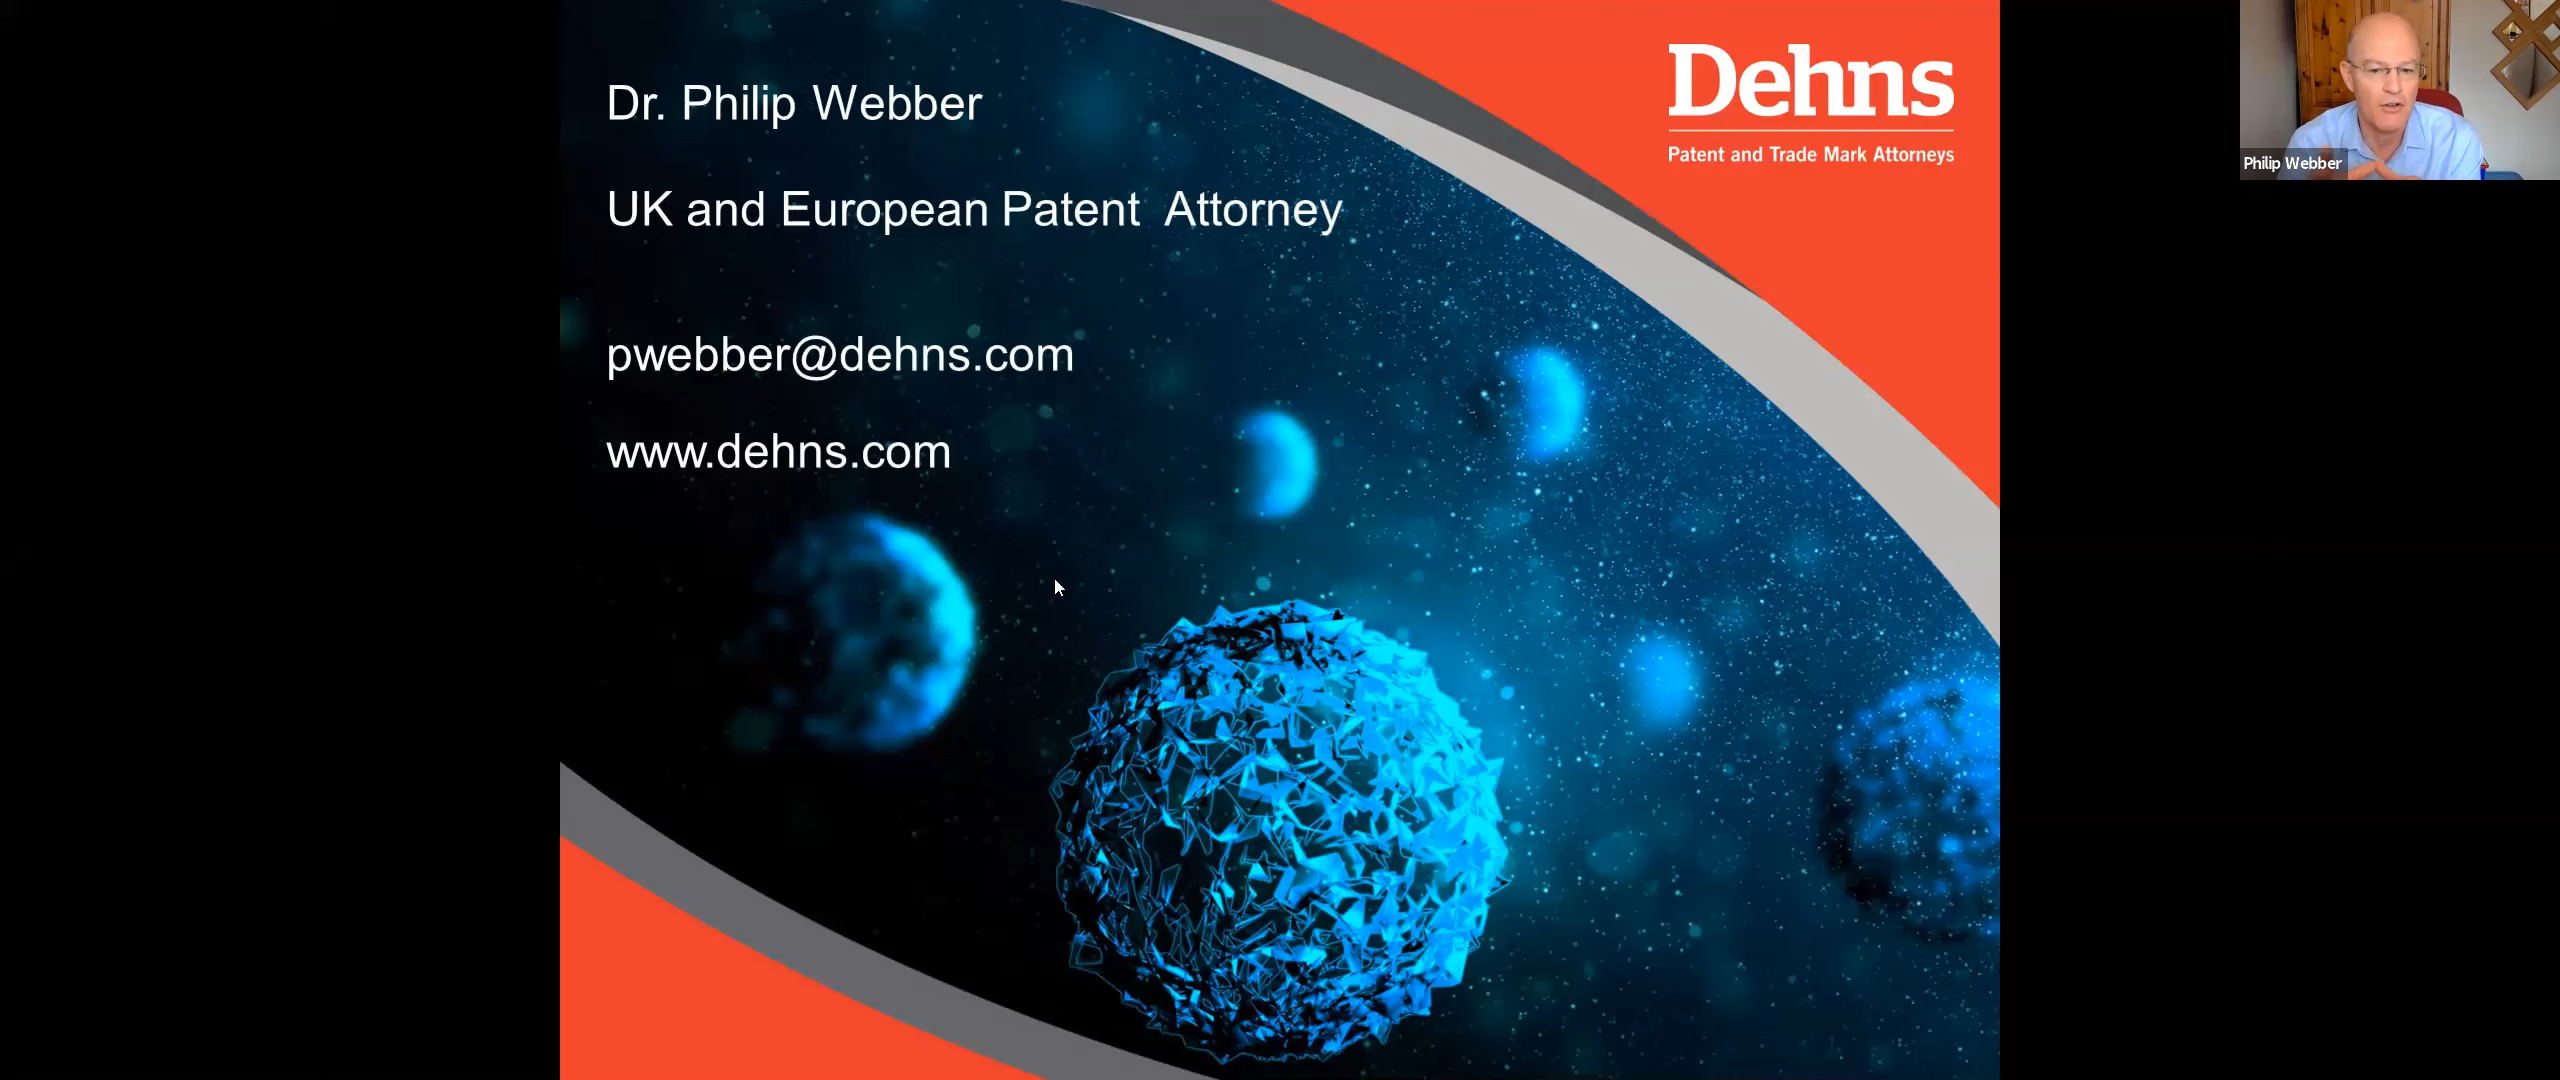 Dr. Philip Webber
UK and European Patent  Attorney
pwebber@dehns.com
www.dehns.com
Dehns
Patent and Trade Mark Attorneys
Philip Webber